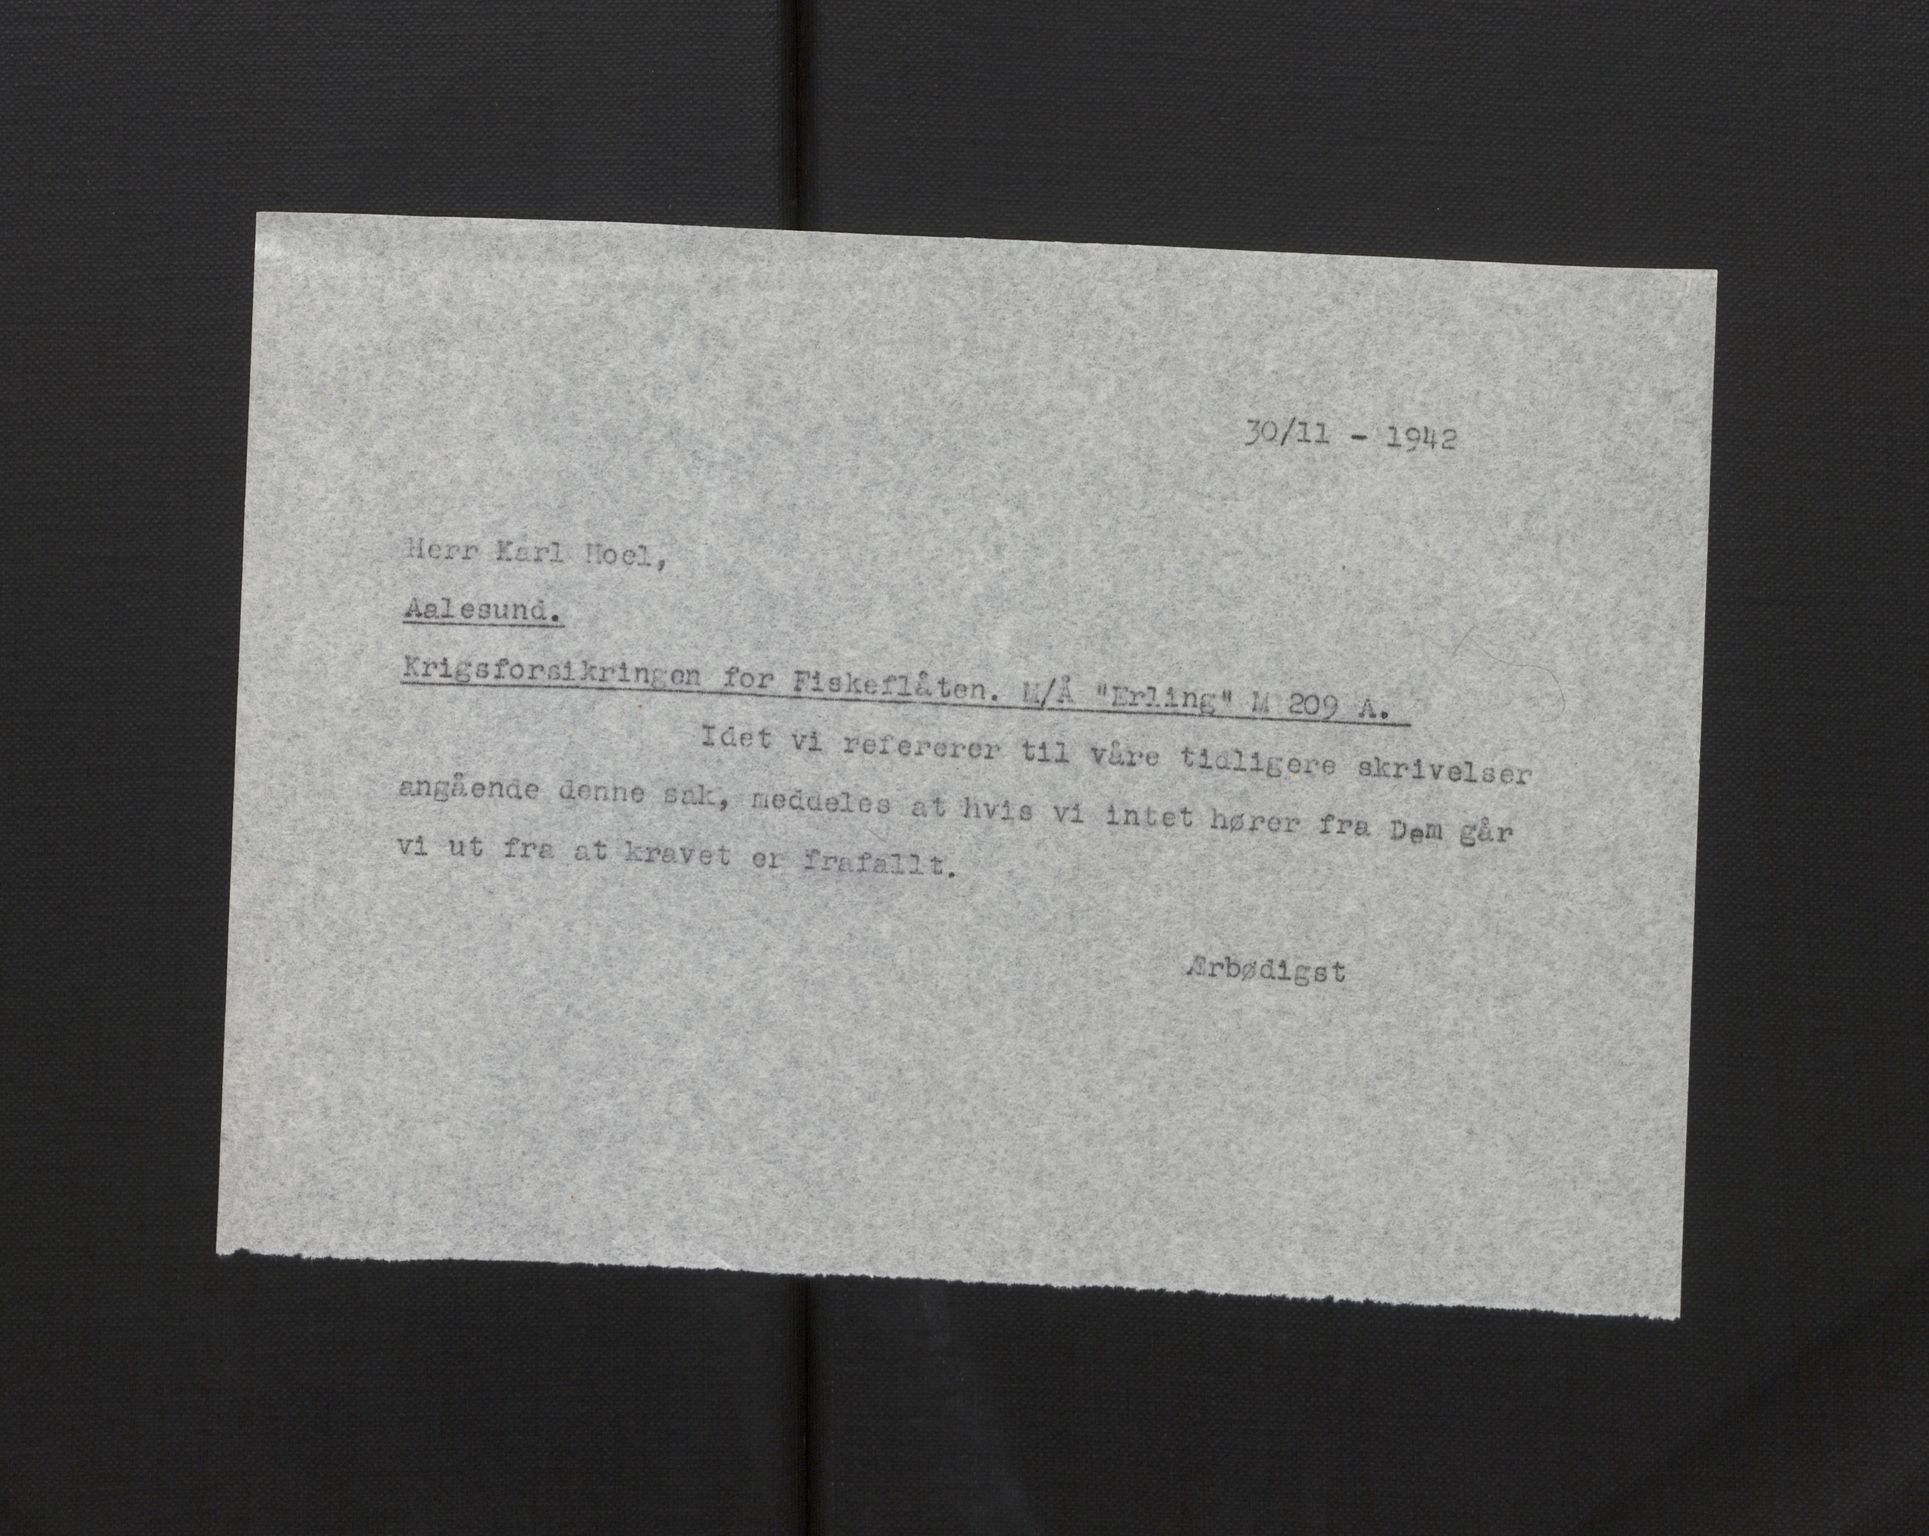 30/11 - 1942
Herr Karl Hoel,
Aalesund.
Krigsforsikringen for Fiskeflåten. M/Å "Erling" M 209 A.
Idet vi refererer til våre tidligere skrivelser
angående denne sak, meddeles at hvis vi intet hører fra Dem går
vi ut fra at kravet er frafallt.
Ærbødigst